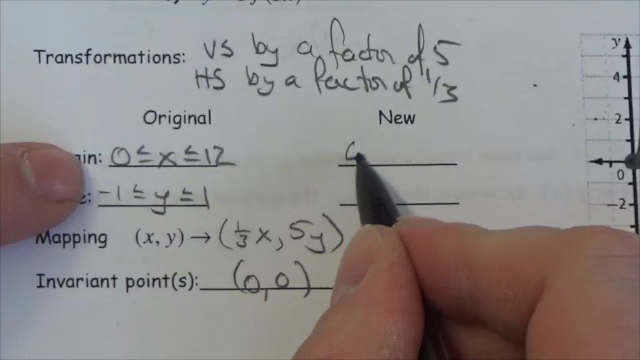 Transformations: VS by a factor of 5
HS by a factor of 1/3
Original New
0 ≤ x ≤ 12
-1 ≤ y ≤ 1
Mapping (x, y) → (1/3 x, 5y)
Invariant point(s): (0,0)
y
4
2
0
-2